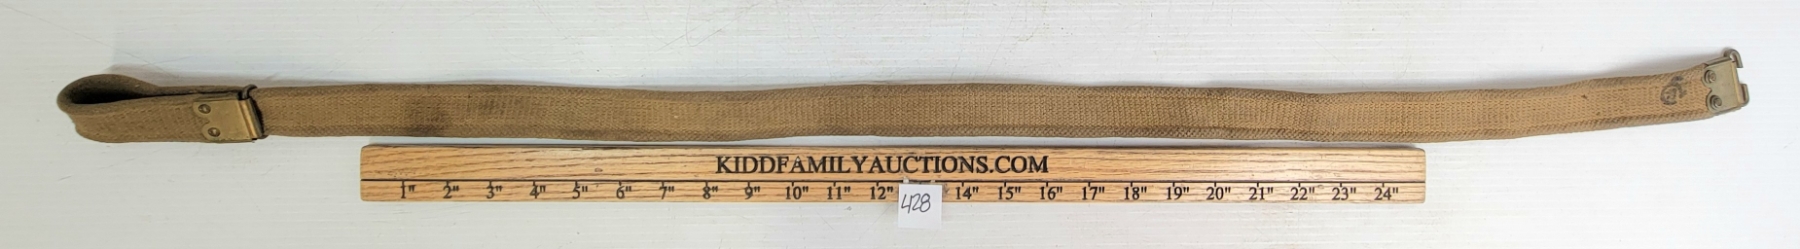 KIDDFAMILYAUCTIONS.COM
1" 2" 3" 4" 5" 6" 7" 8" 9" 10" 11" 12" 14" 15" 16" 17" 18" 19" 20" 21" 22" 23" 24"
428